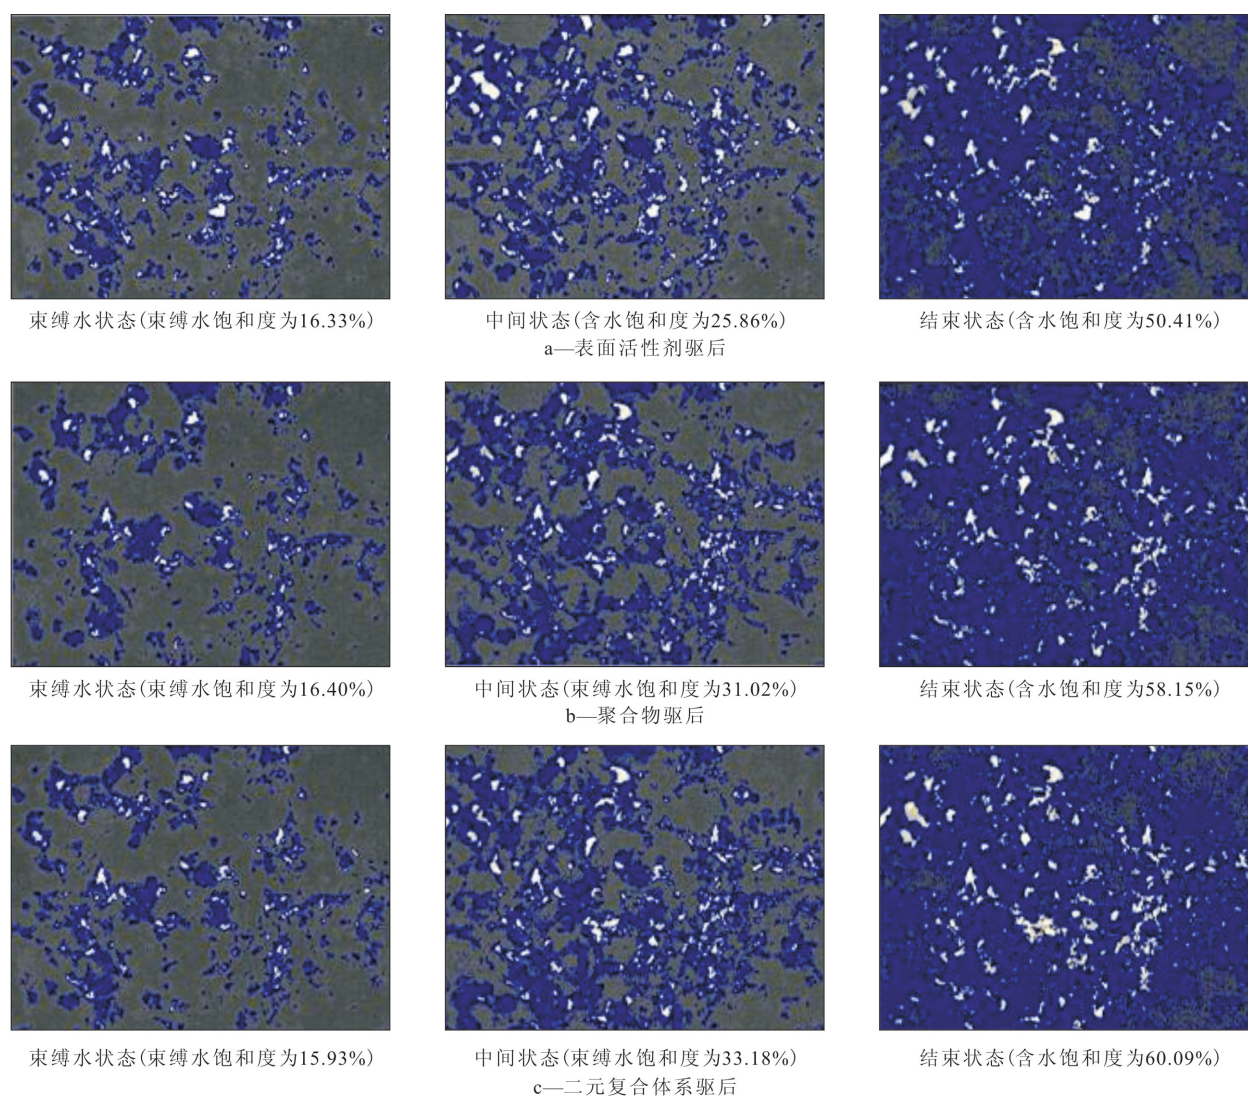 束缚水状态(束缚水饱和度为16.33%)
中间状态(含水饱和度为25.86%)
结束状态(含水饱和度为50.41%)
a—表面活性剂驱后
束缚水状态(束缚水饱和度为16.40%)
中间状态(束缚水饱和度为31.02%)
结束状态(含水饱和度为58.15%)
b—聚合物驱后
束缚水状态(束缚水饱和度为15.93%)
中间状态(束缚水饱和度为33.18%)
结束状态(含水饱和度为60.09%)
c—二元复合体系驱后